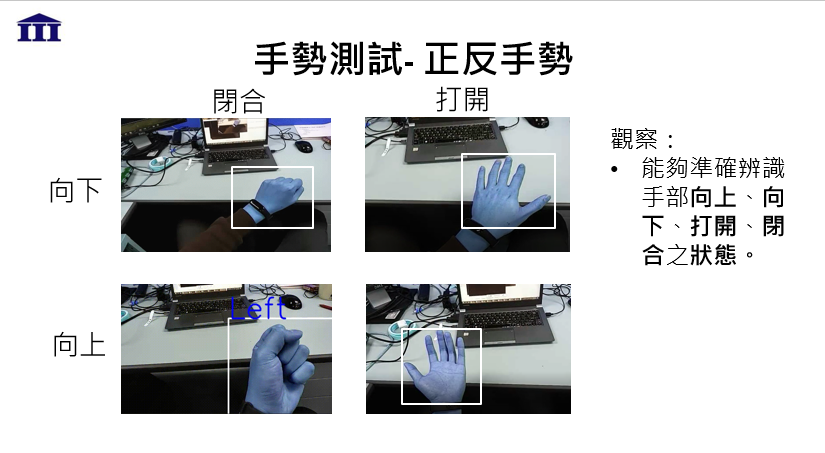 手勢測試- 正反手勢
閉合
打開
向下
向上
Left
觀察：
• 能夠準確辨識
手部向上、向
下、打開、閉
合之狀態。